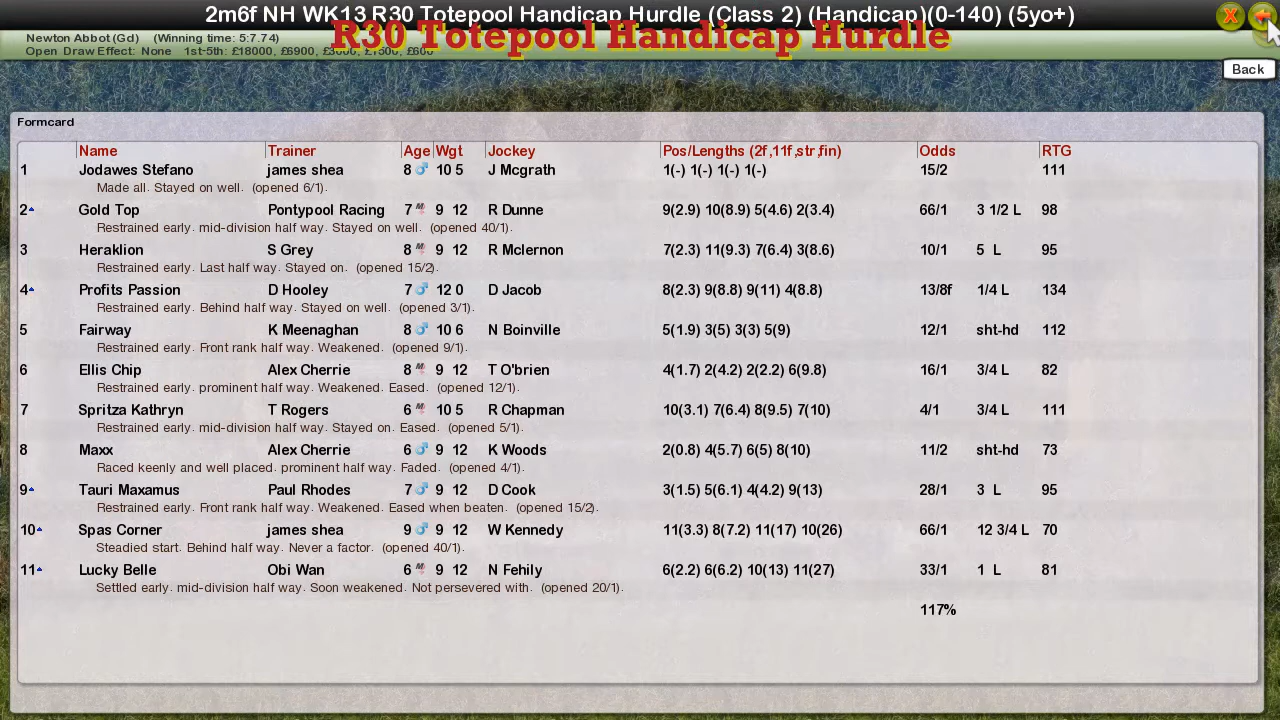 2m6f NH WK13 R30 Totepool Handicap Hurdle (Class 2) (Handicap)(0-140) (5yo+)
R30 Totepool Handicap Hurdle
Newton Abbot(Gd) (Winning time: 5:7.74)
Open Draw Effect: None 1st-5th: £18000, £6900, £3000, £1500, £600
X
Back
Formcard
Name Trainer Age Wgt Jockey Pos/Lengths (2f,11f,str,fin) Odds RTG
1 Jodawes Stefano james shea 8 10 5 J Mcgrath 1(-) 1(-) 1(-) 1(-) 15/2 111
Made all. Stayed on well. (opened 6/1).
2 Gold Top Pontypool Racing 7 M 9 12 R Dunne 9(2.9) 10(8.9) 5(4.6) 2(3.4) 66/1 3 1/2 L 98
Restrained early. mid-division half way. Stayed on well. (opened 40/1).
3 Heraklion S Grey 8 M 9 12 R Mclernon 7(2.3) 11(9.3) 7(6.4) 3(8.6) 10/1 5 L 95
Restrained early. Last half way. Stayed on. (opened 15/2).
4 Profits Passion D Hooley 7 12 0 D Jacob 8(2.3) 9(8.8) 9(11) 4(8.8) 13/8f 1/4 L 134
Restrained early. Behind half way. Stayed on well. (opened 3/1).
5 Fairway K Meenaghan 8 10 6 N Boinville 5(1.9) 3(5) 3(3) 5(9) 12/1 sht-hd 112
Restrained early. Front rank half way. Weakened. (opened 9/1).
6 Ellis Chip Alex Cherrie 8 M 9 12 T O'brien 4(1.7) 2(4.2) 2(2.2) 6(9.8) 16/1 3/4 L 82
Restrained early. prominent half way. Weakened. Eased. (opened 12/1).
7 Spritza Kathryn T Rogers 6 M 10 5 R Chapman 10(3.1) 7(6.4) 8(9.5) 7(10) 4/1 3/4 L 111
Restrained early. mid-division half way. Stayed on. Eased. (opened 5/1).
8 Maxx Alex Cherrie 6 9 12 K Woods 2(0.8) 4(5.7) 6(5) 8(10) 11/2 sht-hd 73
Raced keenly and well placed. prominent half way. Faded. (opened 4/1).
9 Tauri Maxamus Paul Rhodes 7 9 12 D Cook 3(1.5) 5(6.1) 4(4.2) 9(13) 28/1 3 L 95
Restrained early. Front rank half way. Weakened. Eased when beaten. (opened 15/2).
10 Spas Corner james shea 9 9 12 W Kennedy 11(3.3) 8(7.2) 11(17) 10(26) 66/1 12 3/4 L 70
Steadied start. Behind half way. Never a factor. (opened 40/1).
11 Lucky Belle Obi Wan 6 M 9 12 N Fehily 6(2.2) 6(6.2) 10(13) 11(27) 33/1 1 L 81
Settled early. mid-division half way. Soon weakened. Not persevered with. (opened 20/1).
117%